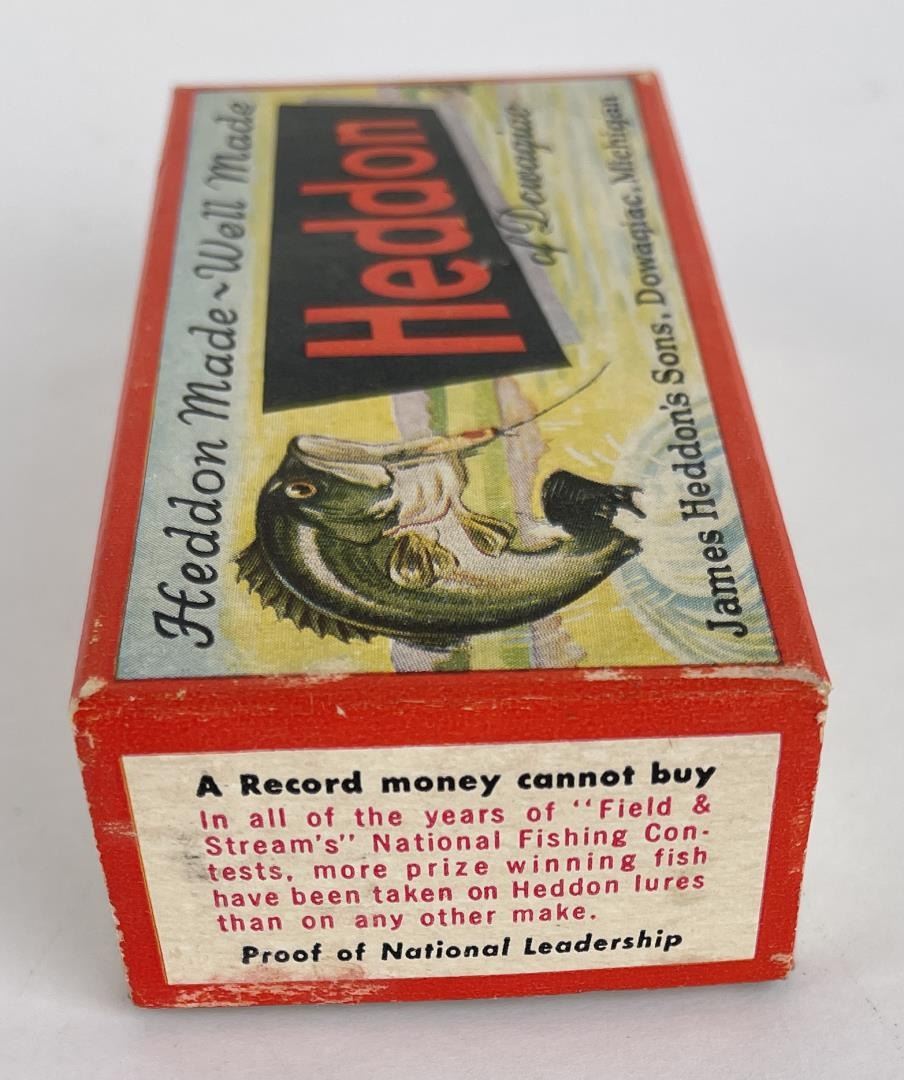 Heddon Made ~ Well Made
Heddon
of Dowagiac
James Heddon's Sons, Dowagiac, Michigan
A Record money cannot buy
In all of the years of "Field &
Stream's" National Fishing Con-
tests, more prize winning fish
have been taken on Heddon lures
than on any other make.
Proof of National Leadership